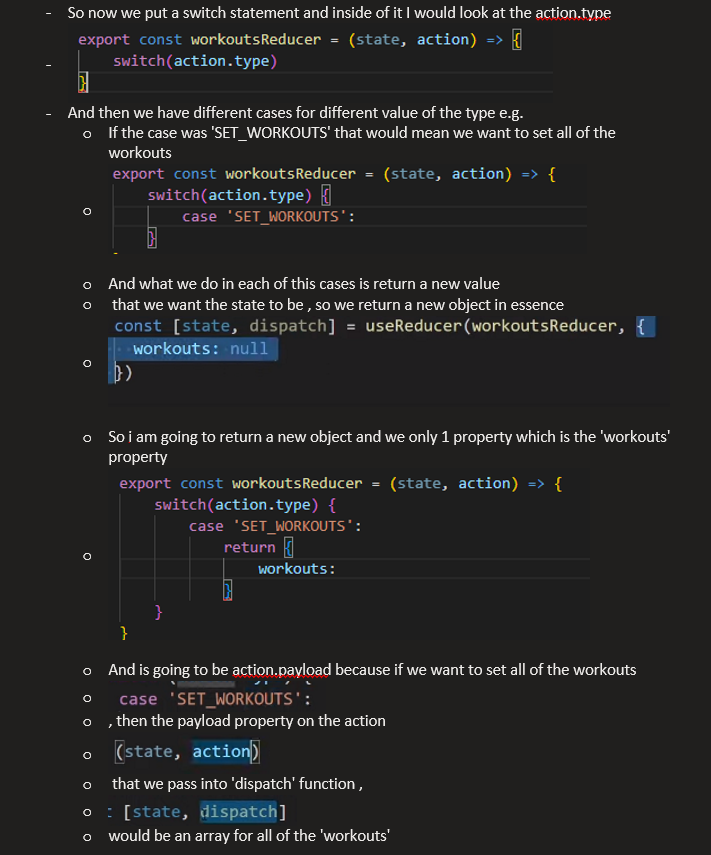 - So now we put a switch statement and inside of it I would look at the action.type
export const workoutsReducer = (state, action) => {
switch(action.type)
}
- And then we have different cases for different value of the type e.g.
o If the case was 'SET_WORKOUTS' that would mean we want to set all of the
workouts
export const workoutsReducer = (state, action) => {
switch(action.type) {
case 'SET_WORKOUTS':
}
o And what we do in each of this cases is return a new value
o that we want the state to be , so we return a new object in essence
const [state, dispatch] = useReducer(workoutsReducer, {
workouts: null
})
o So i am going to return a new object and we only 1 property which is the 'workouts'
property
export const workoutsReducer = (state, action) => {
switch(action.type) {
case 'SET_WORKOUTS':
return {
workouts:
}
}
}
o And is going to be action.payload because if we want to set all of the workouts
o case 'SET_WORKOUTS':
o , then the payload property on the action
o (state, action)
o that we pass into 'dispatch' function ,
o [state, dispatch]
o would be an array for all of the 'workouts'